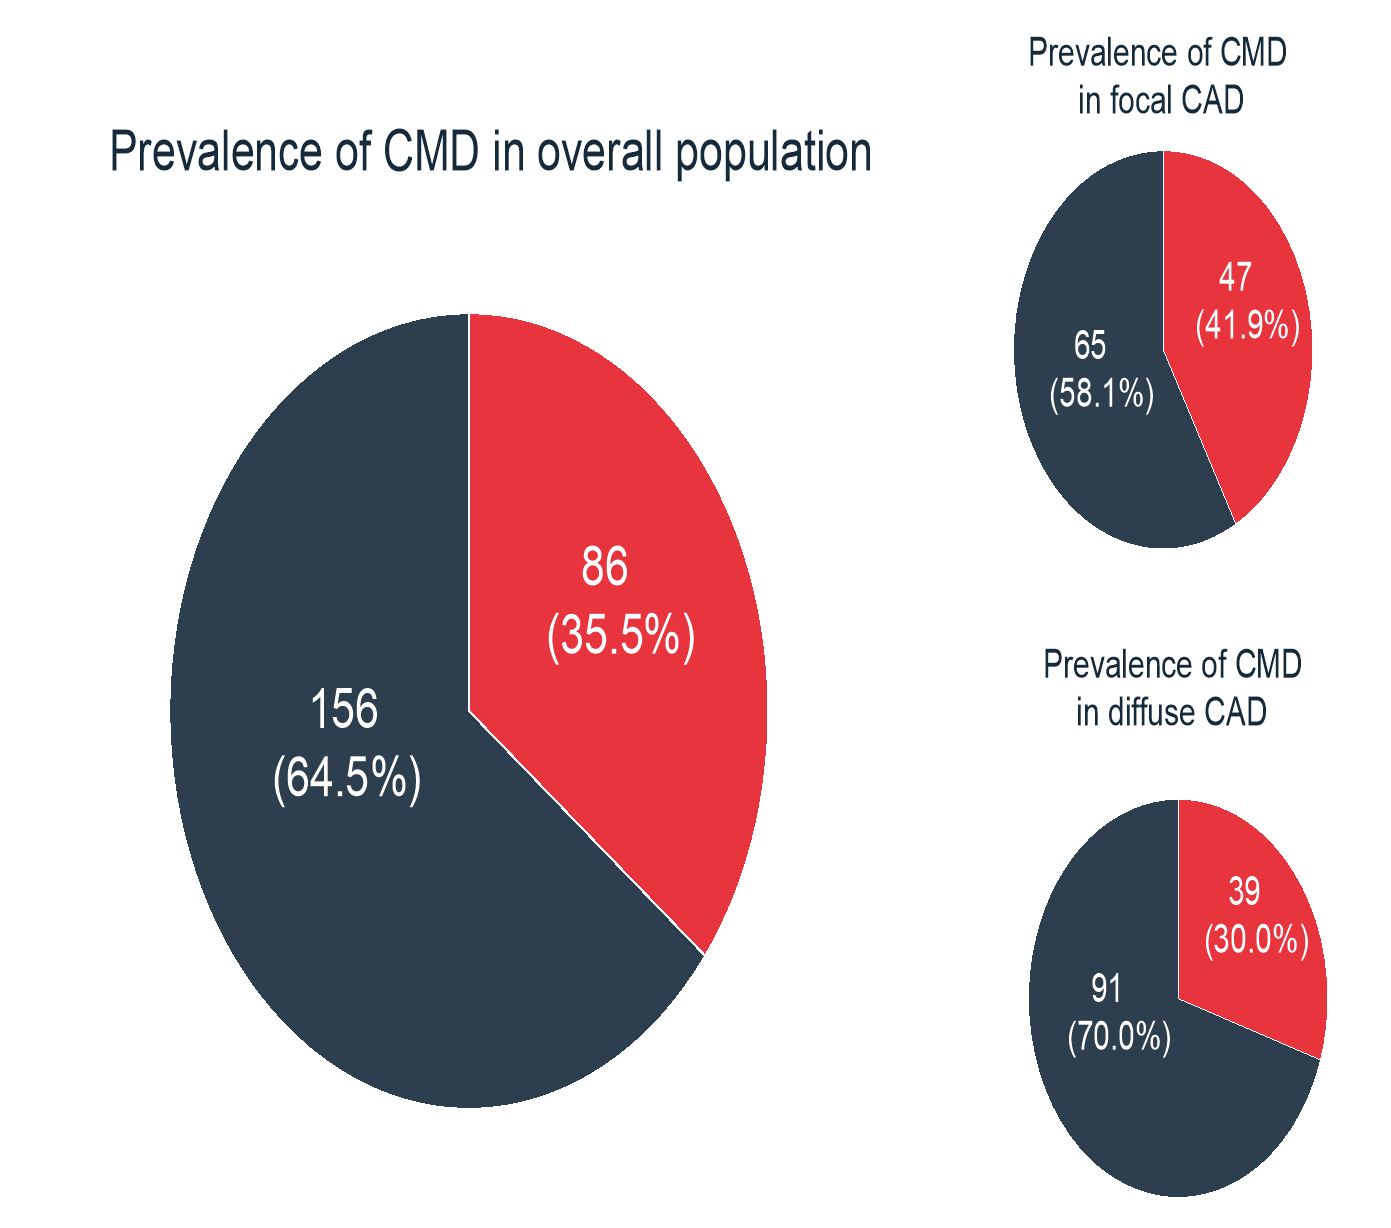 Prevalence of CMD in overall population
86
(35.5%)
156
(64.5%)
Prevalence of CMD
in focal CAD
47
(41.9%)
65
(58.1%)
Prevalence of CMD
in diffuse CAD
39
(30.0%)
91
(70.0%)